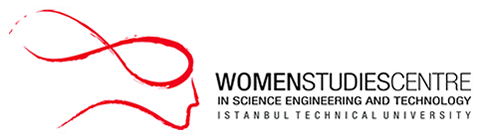 WOMENSTUDIESCENTRE
IN SCIENCE ENGINEERING AND TECHNOLOGY
ISTANBUL TECHNICAL UNIVERSITY